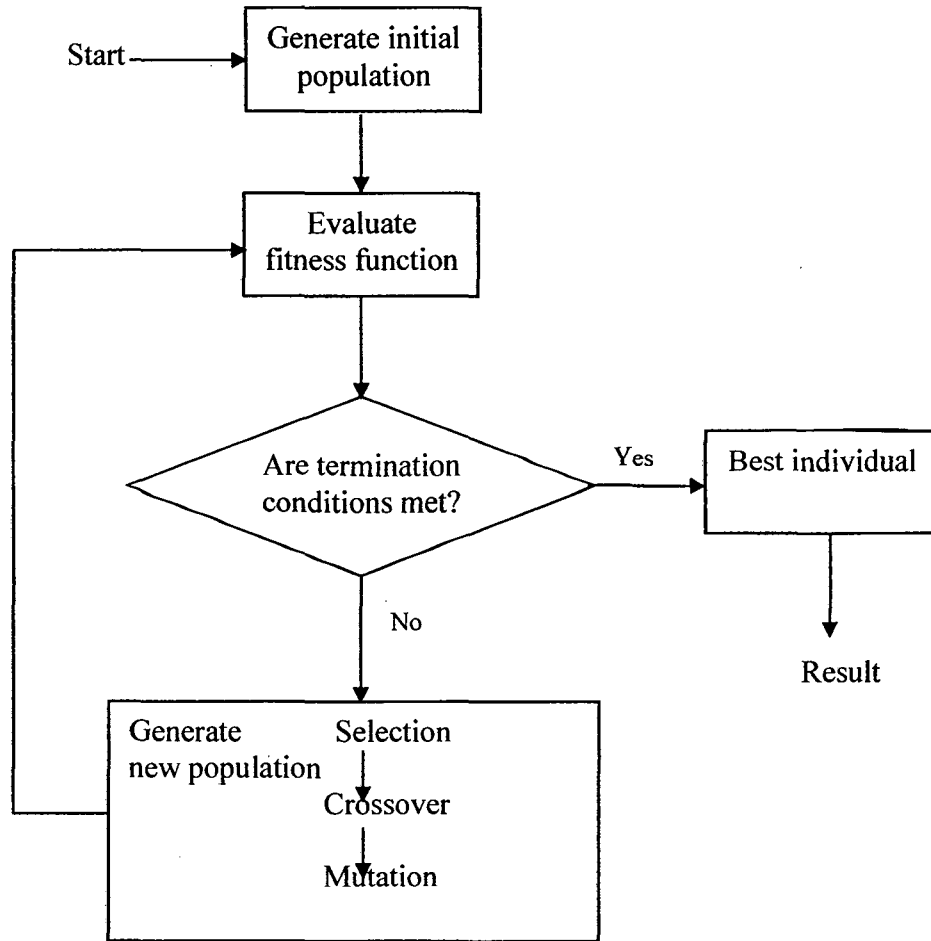 Start
Generate initial
population
Evaluate
fitness function
Are termination
conditions met?
Yes
Best individual
Result
No
Generate
new population
Selection
Crossover
Mutation